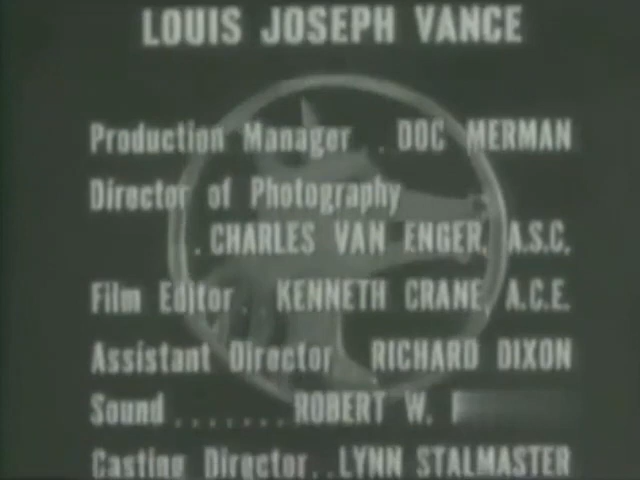 LOUIS JOSEPH VANCE
Production Manager . DOC MERMAN
Director of Photography
. CHARLES VAN ENGER, A.S.C.
Film Editor . KENNETH CRANE, A.C.E.
Assistant Director RICHARD DIXON
Sound ....... ROBERT W.
Casting Director .. LYNN STALMASTER